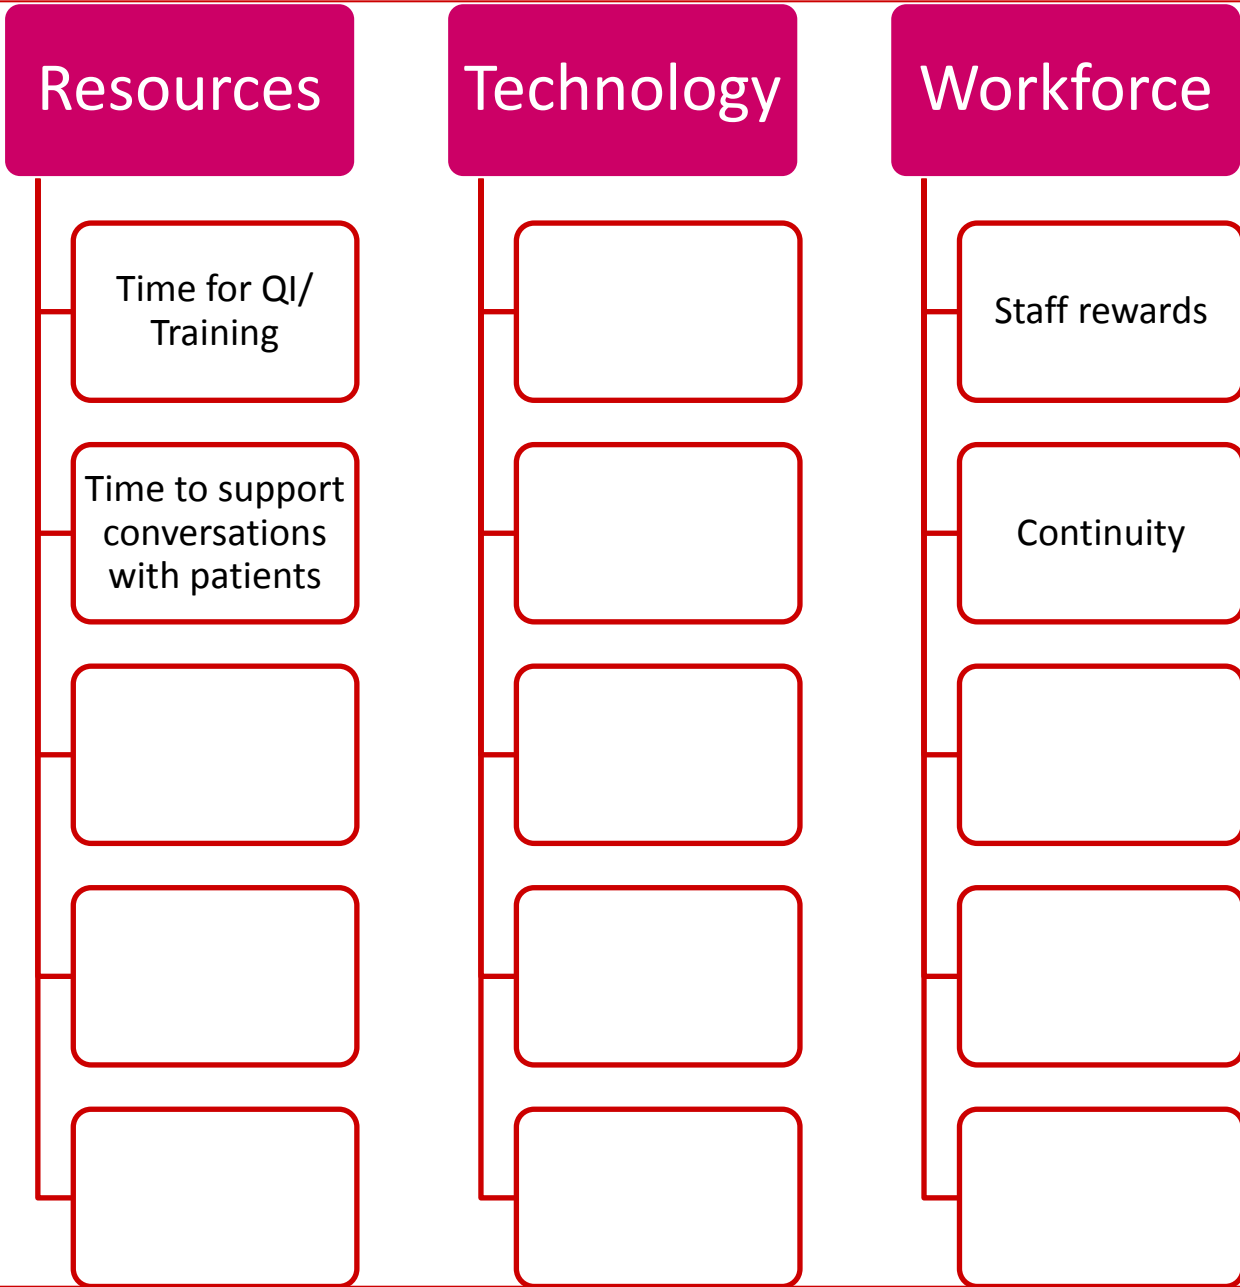 Resources
Time for QI/
Training
Time to support
conversations
with patients
Technology
Workforce
Staff rewards
Continuity